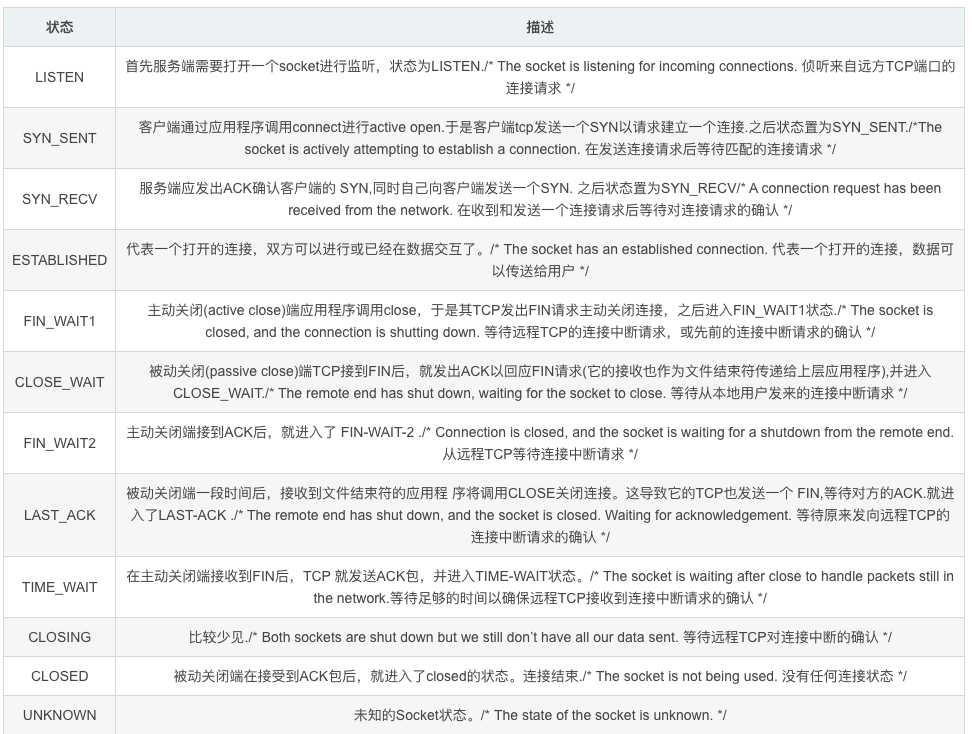 状态 描述
LISTEN 首先服务端需要打开一个socket进行监听，状态为LISTEN./* The socket is listening for incoming connections. 侦听来自远方TCP端口的
连接请求 */
SYN_SENT 客户端通过应用程序调用connect进行active open.于是客户端tcp发送一个SYN以请求建立一个连接.之后状态置为SYN_SENT./*The
socket is actively attempting to establish a connection. 在发送连接请求后等待匹配的连接请求 */
SYN_RECV 服务端应发出ACK确认客户端的 SYN,同时自己向客户端发送一个SYN. 之后状态置为SYN_RECV/* A connection request has been
received from the network. 在收到和发送一个连接请求后等待对连接请求的确认 */
ESTABLISHED 代表一个打开的连接，双方可以进行或已经在数据交互了。/* The socket has an established connection. 代表一个打开的连接，数据可
以传送给用户 */
FIN_WAIT1 主动关闭(active close)端应用程序调用close，于是其TCP发出FIN请求主动关闭连接，之后进入FIN_WAIT1状态./* The socket is
closed, and the connection is shutting down. 等待远程TCP的连接中断请求，或先前的连接中断请求的确认 */
CLOSE_WAIT 被动关闭(passive close)端TCP接到FIN后，就发出ACK以回应FIN请求(它的接收也作为文件结束符传递给上层应用程序),并进入
CLOSE_WAIT./* The remote end has shut down, waiting for the socket to close. 等待从本地用户发来的连接中断请求 */
FIN_WAIT2 主动关闭端接到ACK后，就进入了 FIN-WAIT-2 ./* Connection is closed, and the socket is waiting for a shutdown from the remote end.
从远程TCP等待连接中断请求 */
LAST_ACK 被动关闭端一段时间后，接收到文件结束符的应用程 序将调用CLOSE关闭连接。这导致它的TCP也发送一个 FIN,等待对方的ACK.就进
入了LAST-ACK ./* The remote end has shut down, and the socket is closed. Waiting for acknowledgement. 等待原来发向远程TCP的
连接中断请求的确认 */
TIME_WAIT 在主动关闭端接收到FIN后，TCP 就发送ACK包，并进入TIME-WAIT状态。/* The socket is waiting after close to handle packets still in
the network.等待足够的时间以确保远程TCP接收到连接中断请求的确认 */
CLOSING 比较少见./* Both sockets are shut down but we still don't have all our data sent. 等待远程TCP对连接中断的确认 */
CLOSED 被动关闭端在接受到ACK包后，就进入了closed的状态。连接结束./* The socket is not being used. 没有任何连接状态 */
UNKNOWN 未知的Socket状态。/* The state of the socket is unknown. */